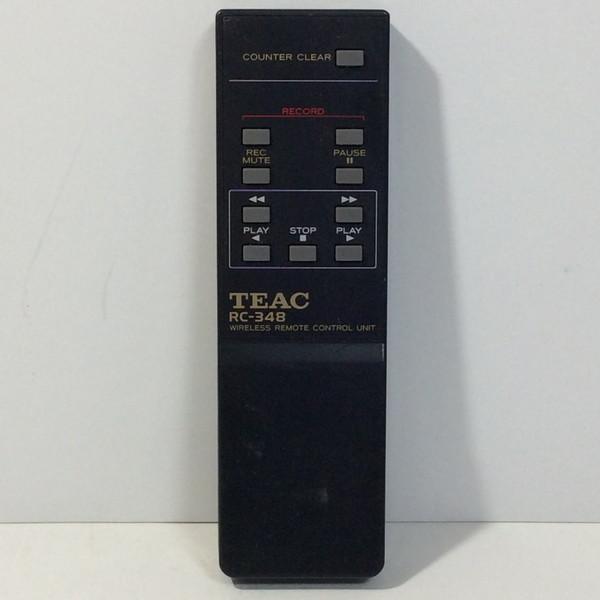 COUNTER CLEAR
RECORD
REC MUTE
PAUSE
PLAY STOP PLAY
TEAC
RC-348
WIRELESS REMOTE CONTROL UNIT